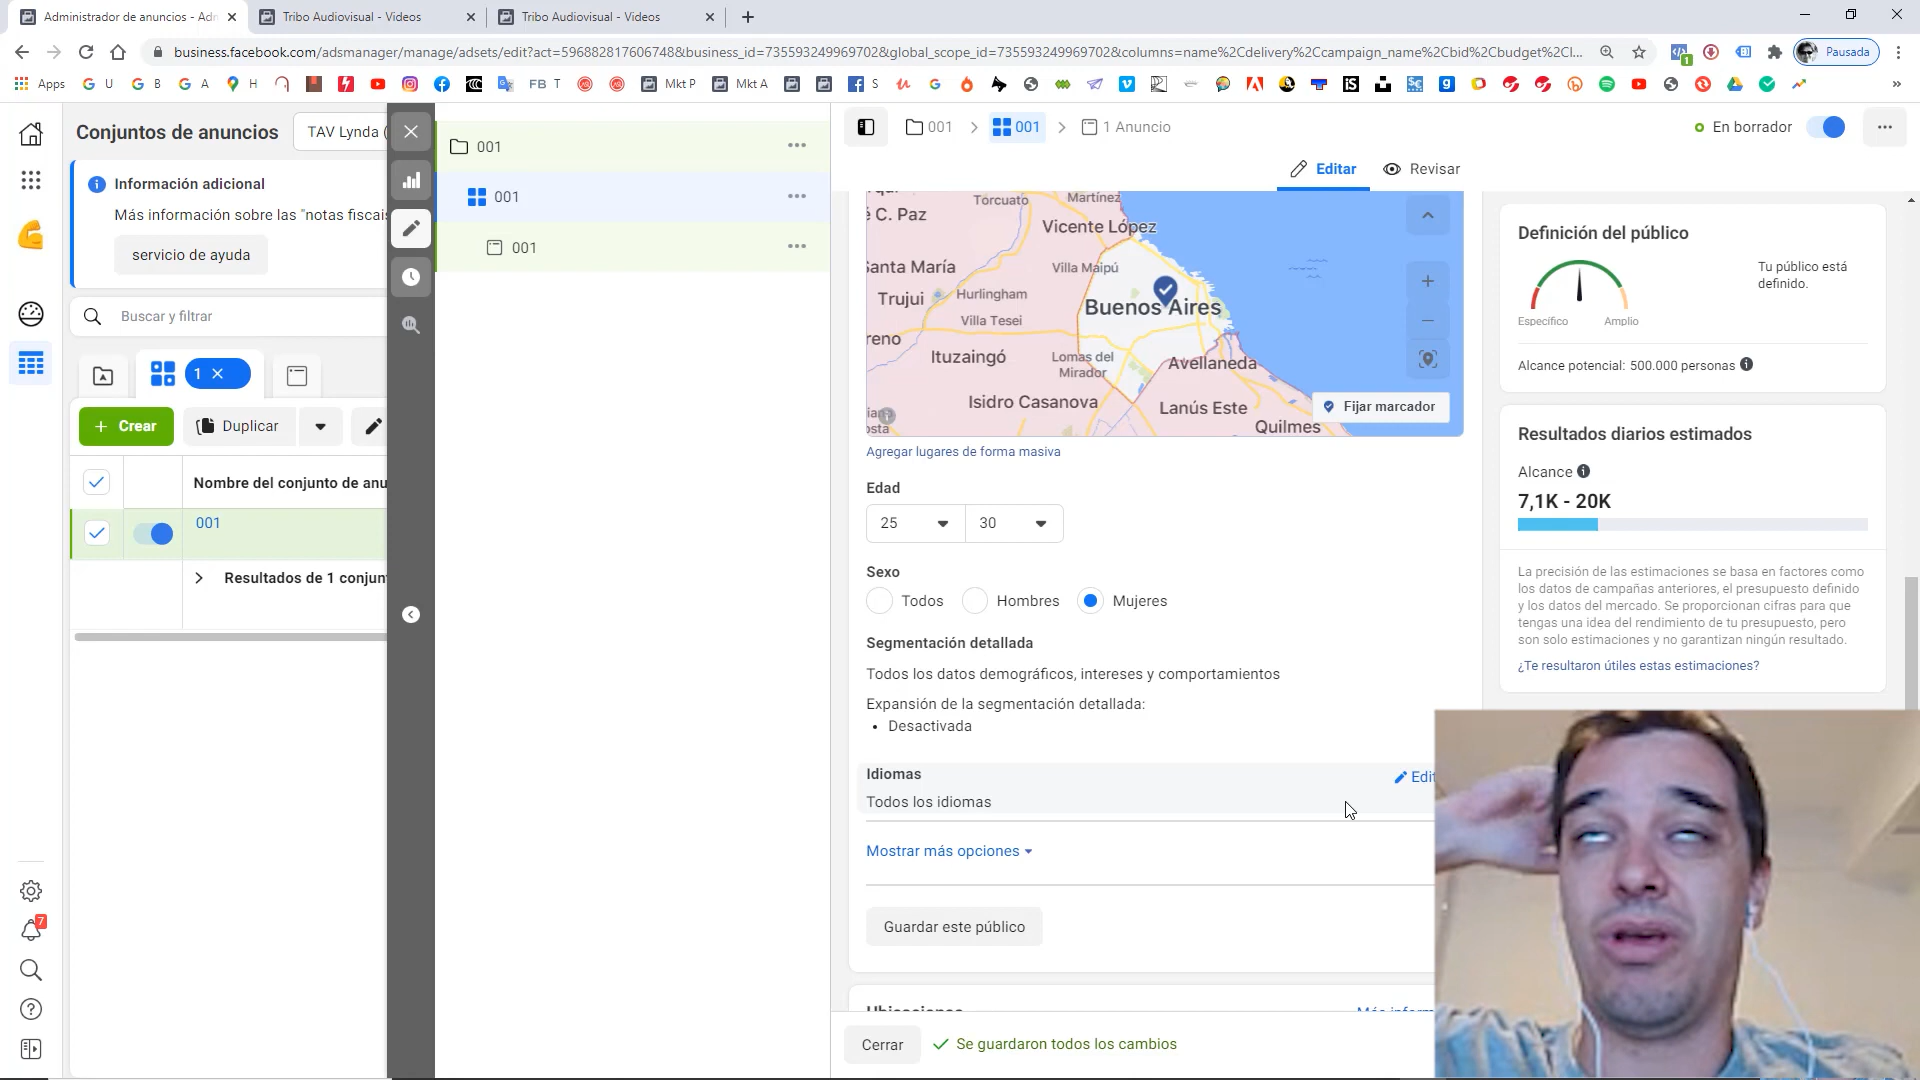 Administrador de anuncios - Adm
Tribo Audiovisual - Videos
Tribo Audiovisual - Videos
business.facebook.com/adsmanager/manage/adsets/edit?act=596882817606748&business_id=735593249969702&global_scope_id=735593249969702&columns=name%2Cdelivery%2Ccampaign_name%2Cbid%2Cbudget%2Cl...
Pausada
Apps
U
B
A
H
FB T
Mkt P
Mkt A
S
Conjuntos de anuncios
TAV Lynda (
Información adicional
Más información sobre las "notas fiscai
servicio de ayuda
Buscar y filtrar
1
Crear
Duplicar
Nombre del conjunto de anu
001
Resultados de 1 conjun
7
001
001
001
001
001
1 Anuncio
En borrador
Editar
Revisar
é C. Paz
Torcuato
Martínez
Vicente López
Santa María
Villa Maipú
Trujui
Hurlingham
Buenos Aires
Villa Tesei
reno
Ituzaingó
Lomas del
Mirador
Avellaneda
Isidro Casanova
Lanús Este
Quilmes
Fijar marcador
Agregar lugares de forma masiva
Edad
25
30
Sexo
Todos
Hombres
Mujeres
Segmentación detallada
Todos los datos demográficos, intereses y comportamientos
Expansión de la segmentación detallada:
• Desactivada
Idiomas
Edit
Todos los idiomas
Mostrar más opciones
Guardar este público
Ubicaciones
Más inform
Cerrar
Se guardaron todos los cambios
Definición del público
Tu público está
definido.
Específico
Amplio
Alcance potencial: 500.000 personas
Resultados diarios estimados
Alcance
7,1K - 20K
La precisión de las estimaciones se basa en factores como
los datos de campañas anteriores, el presupuesto definido
y los datos del mercado. Se proporcionan cifras para que
tengas una idea del rendimiento de tu presupuesto, pero
son solo estimaciones y no garantizan ningún resultado.
¿Te resultaron útiles estas estimaciones?